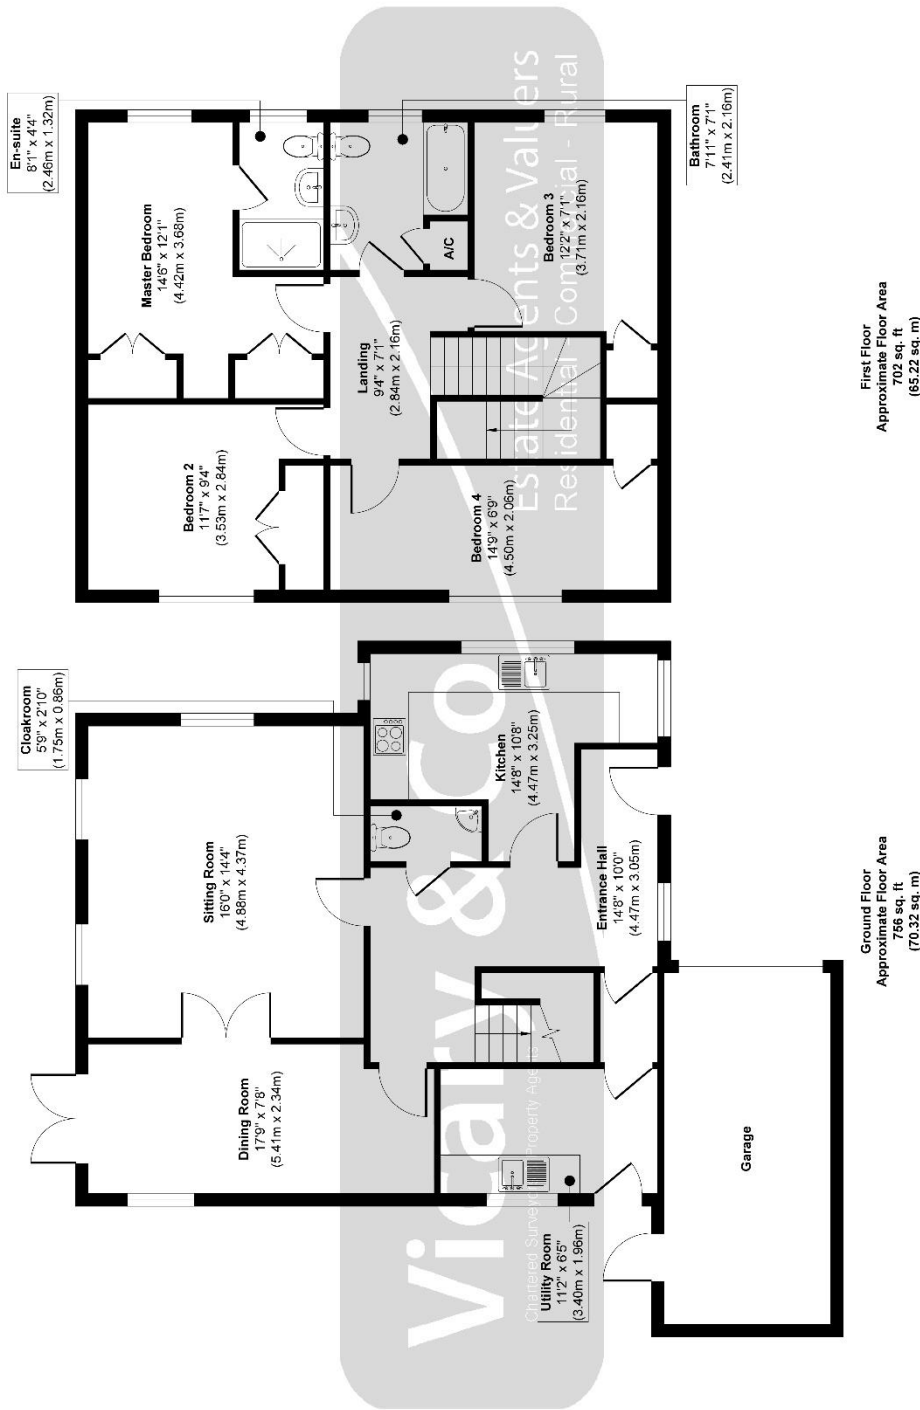 Cloakroom
5'9" x 2'10"
(1.75m x 0.86m)
Sitting Room
16'0" x 14'4"
(4.88m x 4.37m)
Dining Room
17'9" x 7'8"
(5.41m x 2.34m)
Kitchen
14'8" x 10'8"
(4.47m x 3.25m)
Utility Room
11'2" x 6'5"
(3.40m x 1.96m)
Entrance Hall
14'8" x 10'0"
(4.47m x 3.05m)
Garage
Ground Floor
Approximate Floor Area
756 sq. ft
(70.32 sq. m)
En-suite
8'1" x 4'4"
(2.46m x 1.32m)
Master Bedroom
14'6" x 12'1"
(4.42m x 3.68m)
Bedroom 2
11'7" x 9'4"
(3.53m x 2.84m)
Landing
9'4" x 7'1"
(2.84m x 2.16m)
A/C
Bedroom 4
14'9" x 6'9"
(4.50m x 2.06m)
Bedroom 3
12'2" x 7'1"
(3.71m x 2.16m)
Bathroom
7'11" x 7'1"
(2.41m x 2.16m)
First Floor
Approximate Floor Area
702 sq. ft
(65.22 sq. m)
Vicary & Co
Chartered Property Agents
Estate Agents & Valuers
Residential - Commercial - Rural